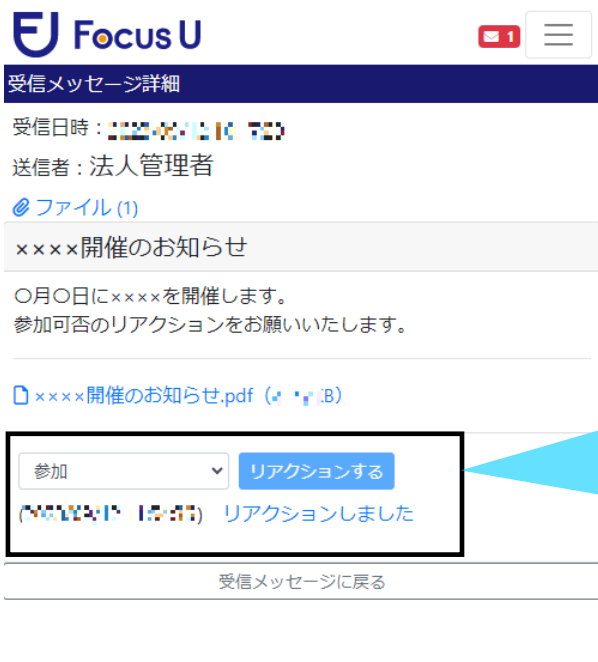 Focus U
1
受信メッセージ詳細
受信日時：
送信者：法人管理者
ファイル (1)
××××開催のお知らせ
〇月〇日に××××を開催します。
参加可否のリアクションをお願いいたします。
××××開催のお知らせ.pdf（ KB）
参加 リアクションする
( ) リアクションしました
受信メッセージに戻る